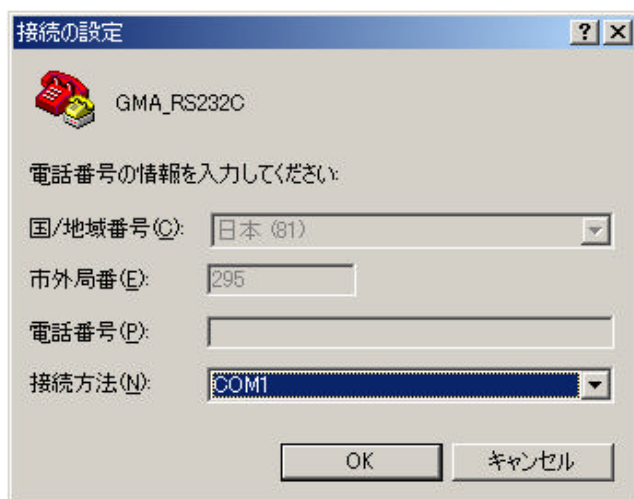 接続の設定
GMA_RS232C
電話番号の情報を入力してください:
国/地域番号(C): 日本 (81)
市外局番(E): 295
電話番号(P):
接続方法(N): COM1
OK キャンセル